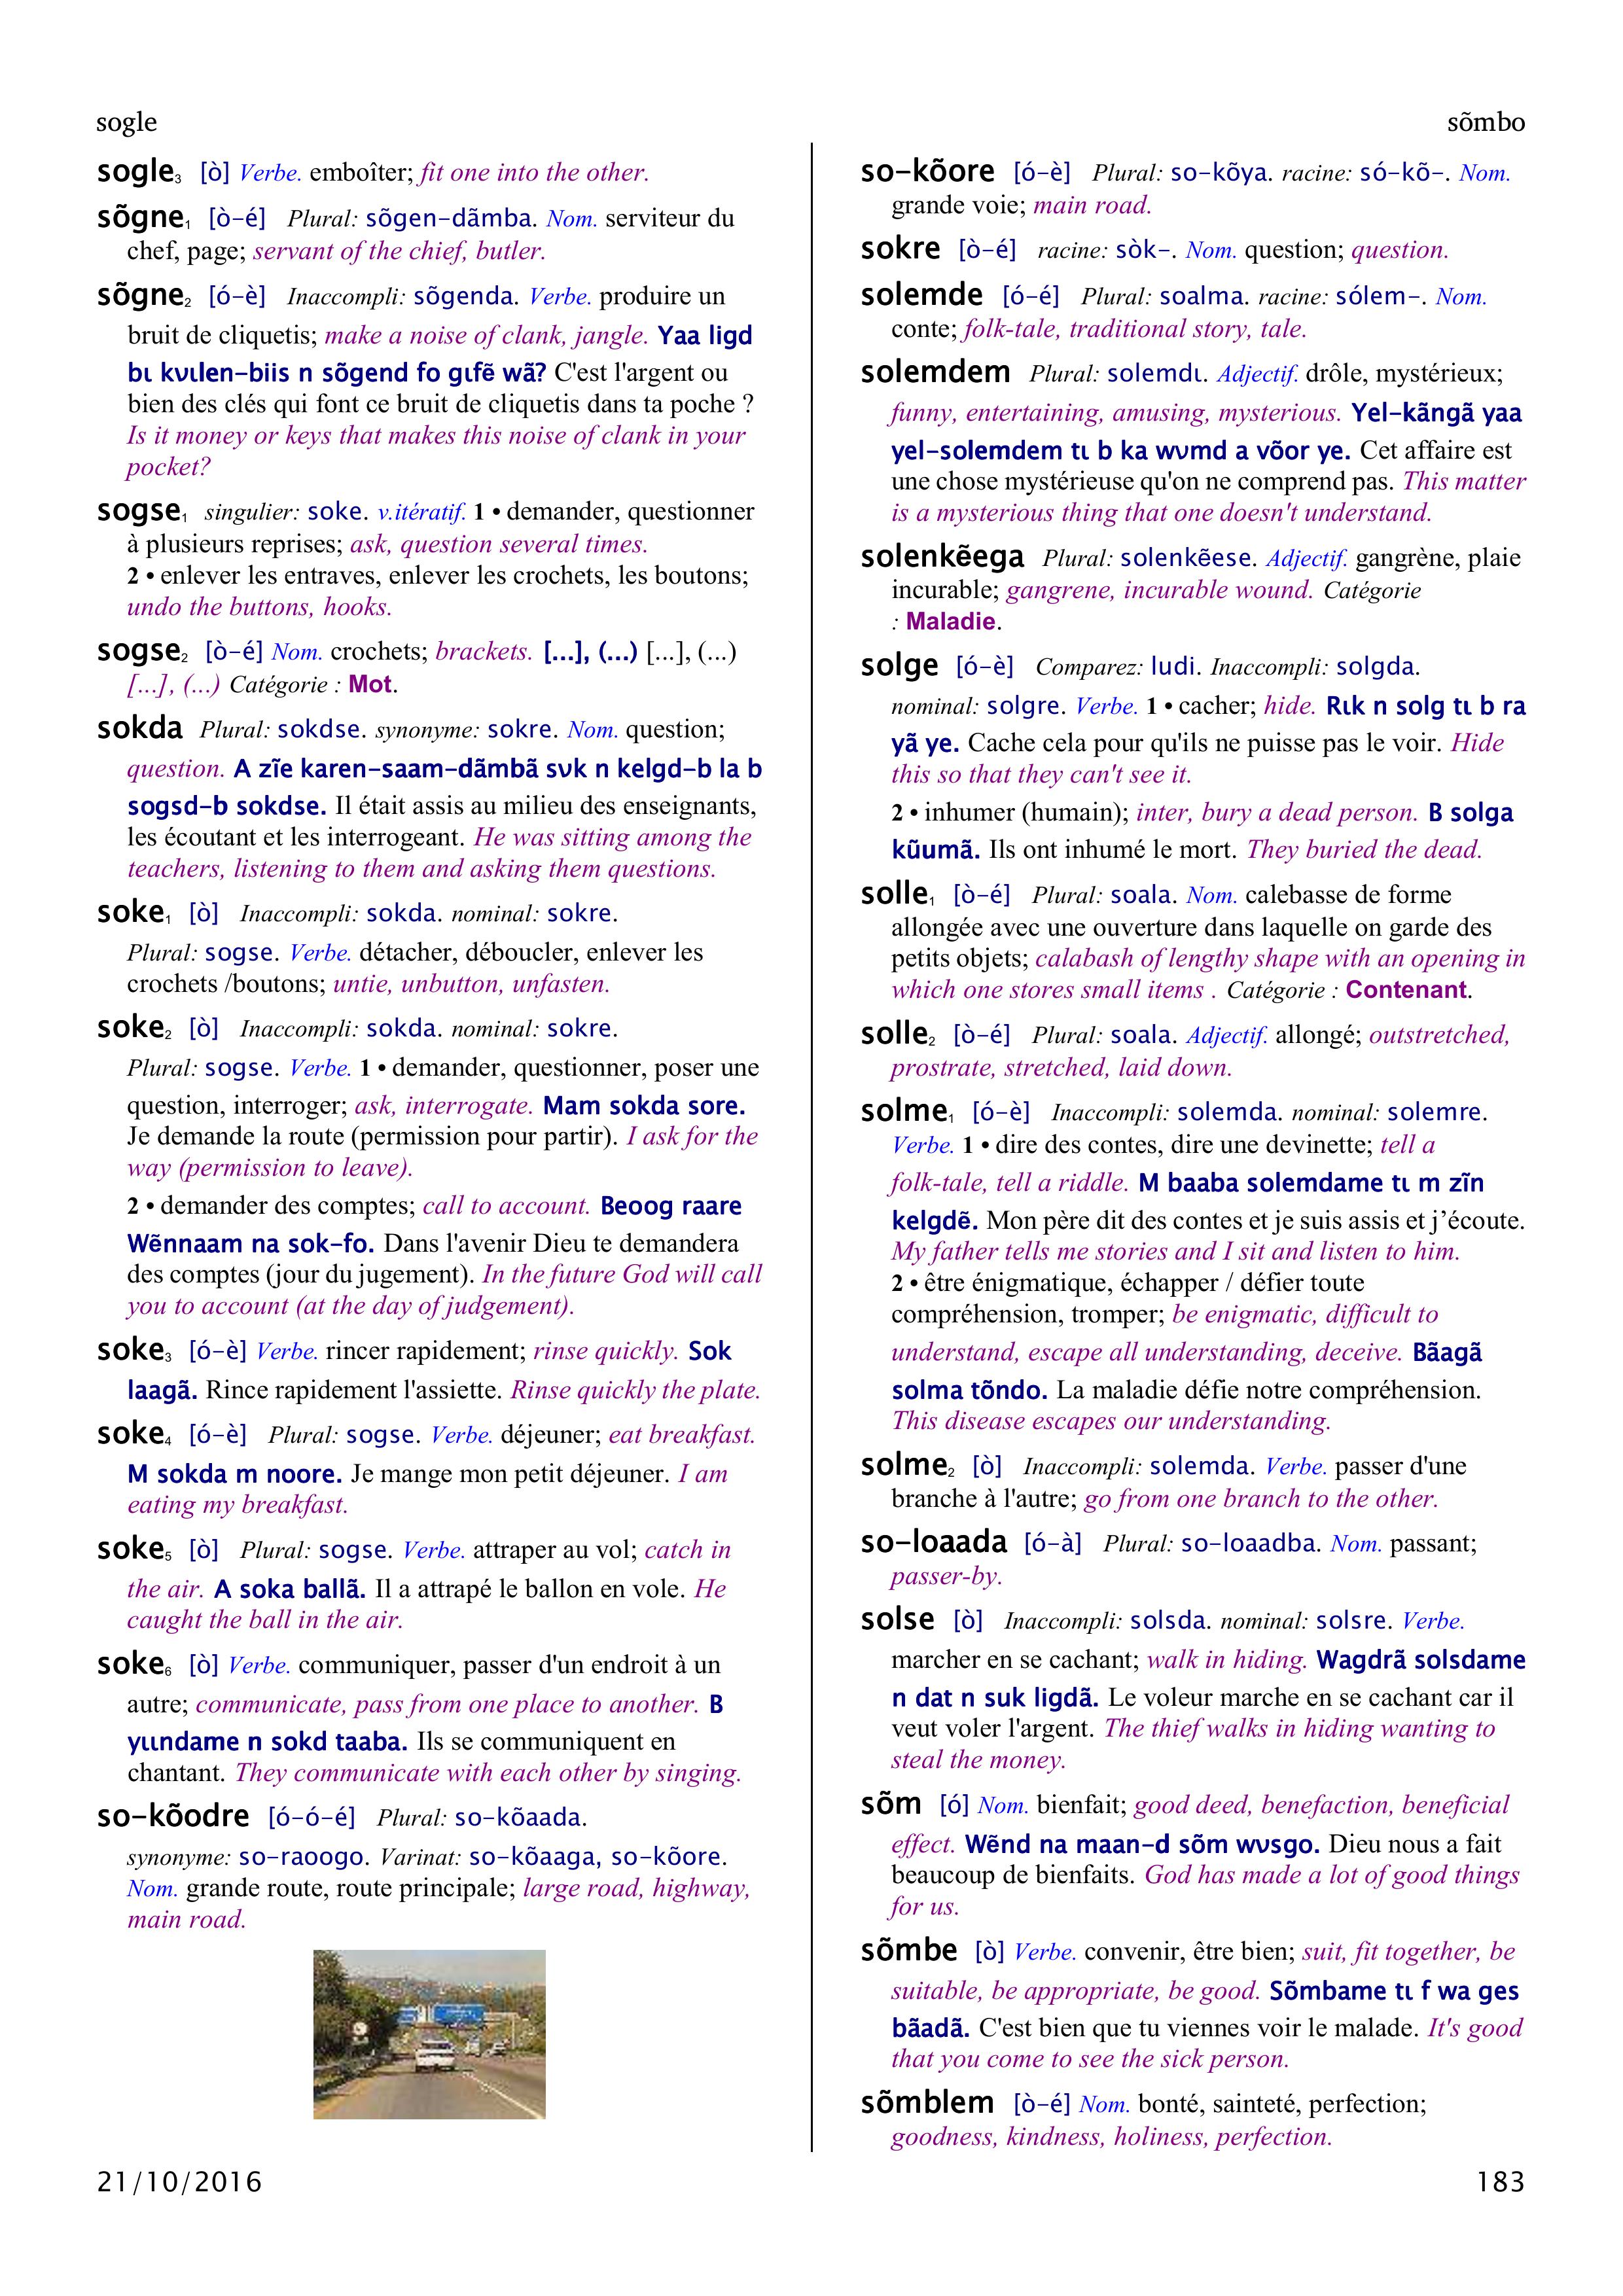 sogle
sõmbo
sogle₃ [ò] Verbe. emboîter; fit one into the other.
sõgne₁ [ò–é] Plural: sõgen–dãmba. Nom. serviteur du
chef, page; servant of the chief, butler.
sõgne₂ [ó–è] Inaccompli: sõgenda. Verbe. produire un
bruit de cliquetis; make a noise of clank, jangle. Yaa ligd
bɩ kʋɩlen–biis n sõgend fo gɩfẽ wã? C'est l'argent ou
bien des clés qui font ce bruit de cliquetis dans ta poche ?
Is it money or keys that makes this noise of clank in your
pocket?
sogse₁ singulier: soke. v.itératif. 1 • demander, questionner
à plusieurs reprises; ask, question several times.
2 • enlever les entraves, enlever les crochets, les boutons;
undo the buttons, hooks.
sogse₂ [ò–é] Nom. crochets; brackets. [...], (...) [...], (...)
[...], (...) Catégorie : Mot.
sokda Plural: sokdse. synonyme: sokre. Nom. question;
question. A zĩe karen–saam–dãmbã sʋk n kelgd–b la b
sogsd–b sokdse. Il était assis au milieu des enseignants,
les écoutant et les interrogeant. He was sitting among the
teachers, listening to them and asking them questions.
soke₁ [ò] Inaccompli: sokda. nominal: sokre.
Plural: sogse. Verbe. détacher, déboucler, enlever les
crochets /boutons; untie, unbutton, unfasten.
soke₂ [ò] Inaccompli: sokda. nominal: sokre.
Plural: sogse. Verbe. 1 • demander, questionner, poser une
question, interroger; ask, interrogate. Mam sokda sore.
Je demande la route (permission pour partir). I ask for the
way (permission to leave).
2 • demander des comptes; call to account. Beoog raare
Wẽnnaam na sok–fo. Dans l'avenir Dieu te demandera
des comptes (jour du jugement). In the future God will call
you to account (at the day of judgement).
soke₃ [ó–è] Verbe. rincer rapidement; rinse quickly. Sok
laagã. Rince rapidement l'assiette. Rinse quickly the plate.
soke₄ [ó–è] Plural: sogse. Verbe. déjeuner; eat breakfast.
M sokda m noore. Je mange mon petit déjeuner. I am
eating my breakfast.
soke₅ [ò] Plural: sogse. Verbe. attraper au vol; catch in
the air. A soka ballã. Il a attrapé le ballon en vole. He
caught the ball in the air.
soke₆ [ò] Verbe. communiquer, passer d'un endroit à un
autre; communicate, pass from one place to another. B
yɩɩndame n sokd taaba. Ils se communiquent en
chantant. They communicate with each other by singing.
so–kõodre [ó–ó–é] Plural: so–kõaada.
synonyme: so–raoogo. Varinat: so–kõaaga, so–kõore.
Nom. grande route, route principale; large road, highway,
main road.
so–kõore [ó–è] Plural: so–kõya. racine: só–kõ–. Nom.
grande voie; main road.
sokre [ò–é] racine: sòk–. Nom. question; question.
solemde [ó–é] Plural: soalma. racine: sólem–. Nom.
conte; folk-tale, traditional story, tale.
solemdem Plural: solemdɩ. Adjectif. drôle, mystérieux;
funny, entertaining, amusing, mysterious. Yel–kãngã yaa
yel–solemdem tɩ b ka wʋmd a võor ye. Cet affaire est
une chose mystérieuse qu'on ne comprend pas. This matter
is a mysterious thing that one doesn't understand.
solenkẽega Plural: solenkẽese. Adjectif. gangrène, plaie
incurable; gangrene, incurable wound. Catégorie
: Maladie.
solge [ó–è] Comparez: ludi. Inaccompli: solgda.
nominal: solgre. Verbe. 1 • cacher; hide. Rɩk n solg tɩ b ra
yã ye. Cache cela pour qu'ils ne puisse pas le voir. Hide
this so that they can't see it.
2 • inhumer (humain); inter, bury a dead person. B solga
kũumã. Ils ont inhumé le mort. They buried the dead.
solle₁ [ò–é] Plural: soala. Nom. calebasse de forme
allongée avec une ouverture dans laquelle on garde des
petits objets; calabash of lengthy shape with an opening in
which one stores small items . Catégorie : Contenant.
solle₂ [ò–é] Plural: soala. Adjectif. allongé; outstretched,
prostrate, stretched, laid down.
solme₁ [ó–è] Inaccompli: solemda. nominal: solemre.
Verbe. 1 • dire des contes, dire une devinette; tell a
folk-tale, tell a riddle. M baaba solemdame tɩ m zĩn
kelgdẽ. Mon père dit des contes et je suis assis et j’écoute.
My father tells me stories and I sit and listen to him.
2 • être énigmatique, échapper / défier toute
compréhension, tromper; be enigmatic, difficult to
understand, escape all understanding, deceive. Bãagã
solma tõndo. La maladie défie notre compréhension.
This disease escapes our understanding.
solme₂ [ò] Inaccompli: solemda. Verbe. passer d'une
branche à l'autre; go from one branch to the other.
so–loaada [ó–à] Plural: so–loaadba. Nom. passant;
passer-by.
solse [ò] Inaccompli: solsda. nominal: solsre. Verbe.
marcher en se cachant; walk in hiding. Wagdrã solsdame
n dat n suk ligdã. Le voleur marche en se cachant car il
veut voler l'argent. The thief walks in hiding wanting to
steal the money.
sõm [ó] Nom. bienfait; good deed, benefaction, beneficial
effect. Wẽnd na maan–d sõm wʋsgo. Dieu nous a fait
beaucoup de bienfaits. God has made a lot of good things
for us.
sõmbe [ò] Verbe. convenir, être bien; suit, fit together, be
suitable, be appropriate, be good. Sõmbame tɩ f wa ges
bãadã. C'est bien que tu viennes voir le malade. It's good
that you come to see the sick person.
sõmblem [ò–é] Nom. bonté, sainteté, perfection;
goodness, kindness, holiness, perfection.
21/10/2016
183